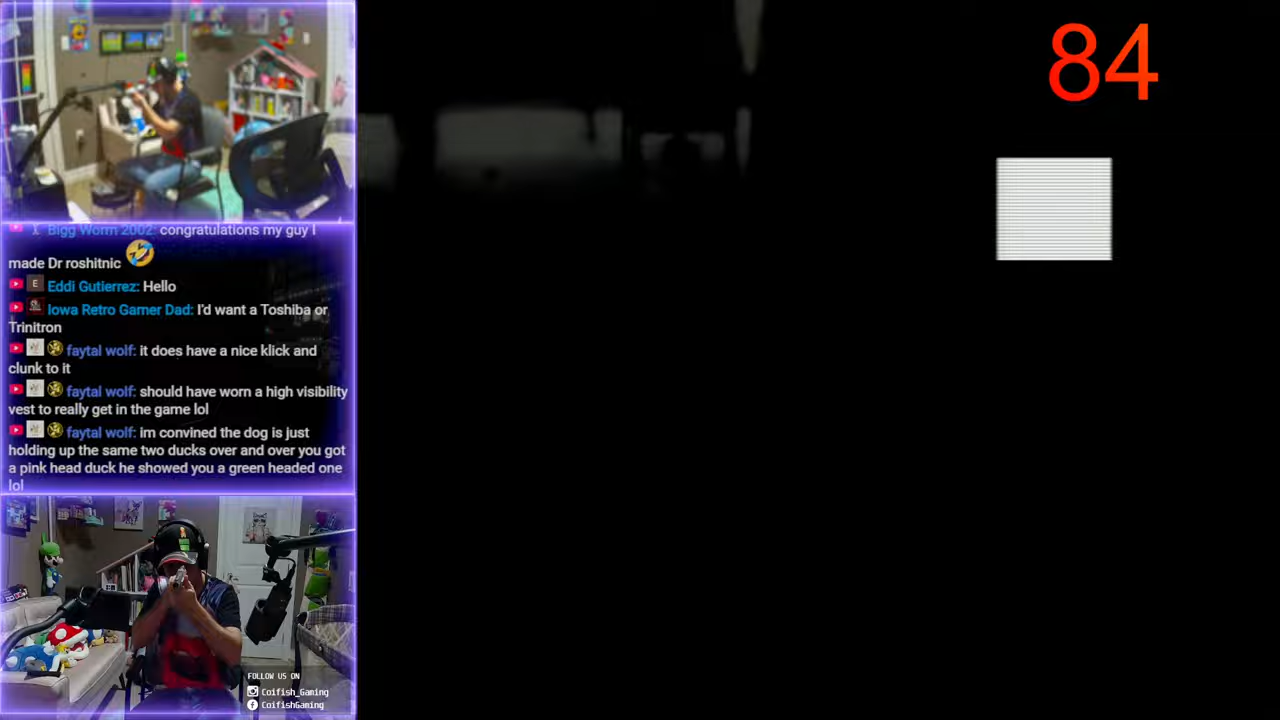 84
Bigg Worm 2002: congratulations my guy I
made Dr roshitnic
E Eddi Gutierrez: Hello
Iowa Retro Gamer Dad: I'd want a Toshiba or
Trinitron
faytal wolf: it does have a nice klick and
clunk to it
faytal wolf: should have worn a high visibility
vest to really get in the game lol
faytal wolf: im convined the dog is just
holding up the same two ducks over and over you got
a pink head duck he showed you a green headed one
lol
FOLLOW US ON
Coifish_Gaming
CoifishGaming